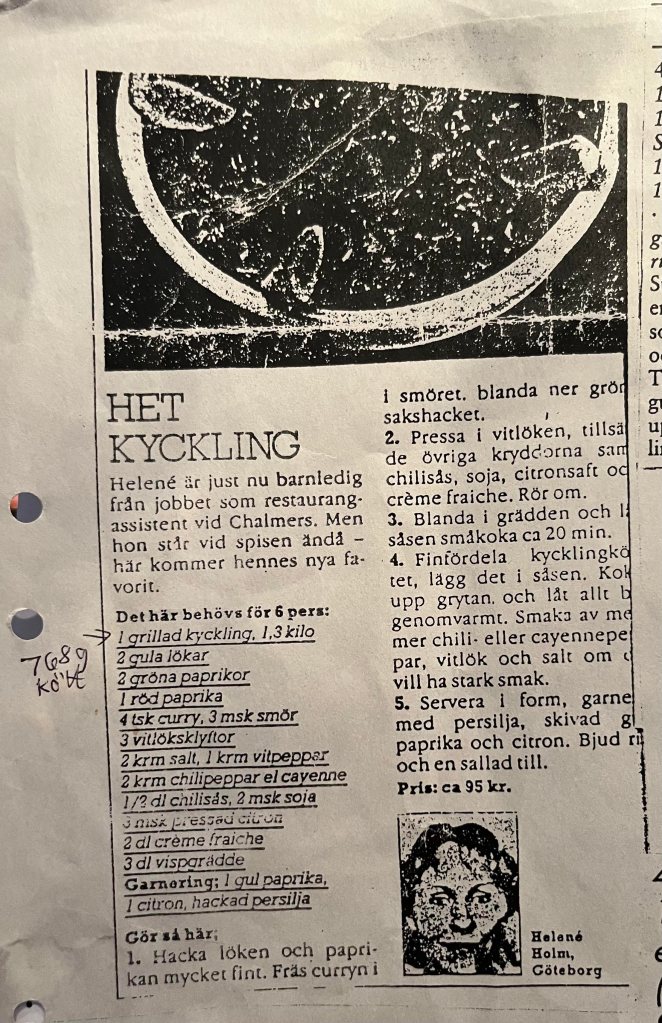 HET
KYCKLING
Helené är just nu barnledig
från jobbet som restaurang-
assistent vid Chalmers. Men
hon står vid spisen ändå –
här kommer hennes nya fa-
vorit.
Det här behövs för 6 pers:
1 grillad kyckling, 1,3 kilo
768 g
kött
2 gula lökar
2 gröna paprikor
1 röd paprika
4 tsk curry, 3 msk smör
3 vitlöksklyftor
2 krm salt, 1 krm vitpeppar
2 krm chilipeppar el cayenne
1/2 dl chilisås, 2 msk soja
3 msk pressad citron
2 dl crème fraiche
3 dl vispgrädde
Garnering: 1 gul paprika,
1 citron, hackad persilja
Gör så här:
1. Hacka löken och papri-
kan mycket fint. Fräs curryn i
i smöret. blanda ner grön
sakshacket.
2. Pressa i vitlöken, tillsä
de övriga kryddorna sam
chilisås, soja, citronsaft oc
crème fraiche. Rör om.
3. Blanda i grädden och l
såsen småkoka ca 20 min.
4. Finfördela kycklingkö
tet, lägg det i såsen. Kok
upp grytan, och låt allt b
genomvarmt. Smaka av me
mer chili- eller cayennepe
par, vitlök och salt om
vill ha stark smak.
5. Servera i form, garne
med persilja, skivad g
paprika och citron. Bjud ri
och en sallad till.
Pris: ca 95 kr.
Helené
Holm,
Göteborg